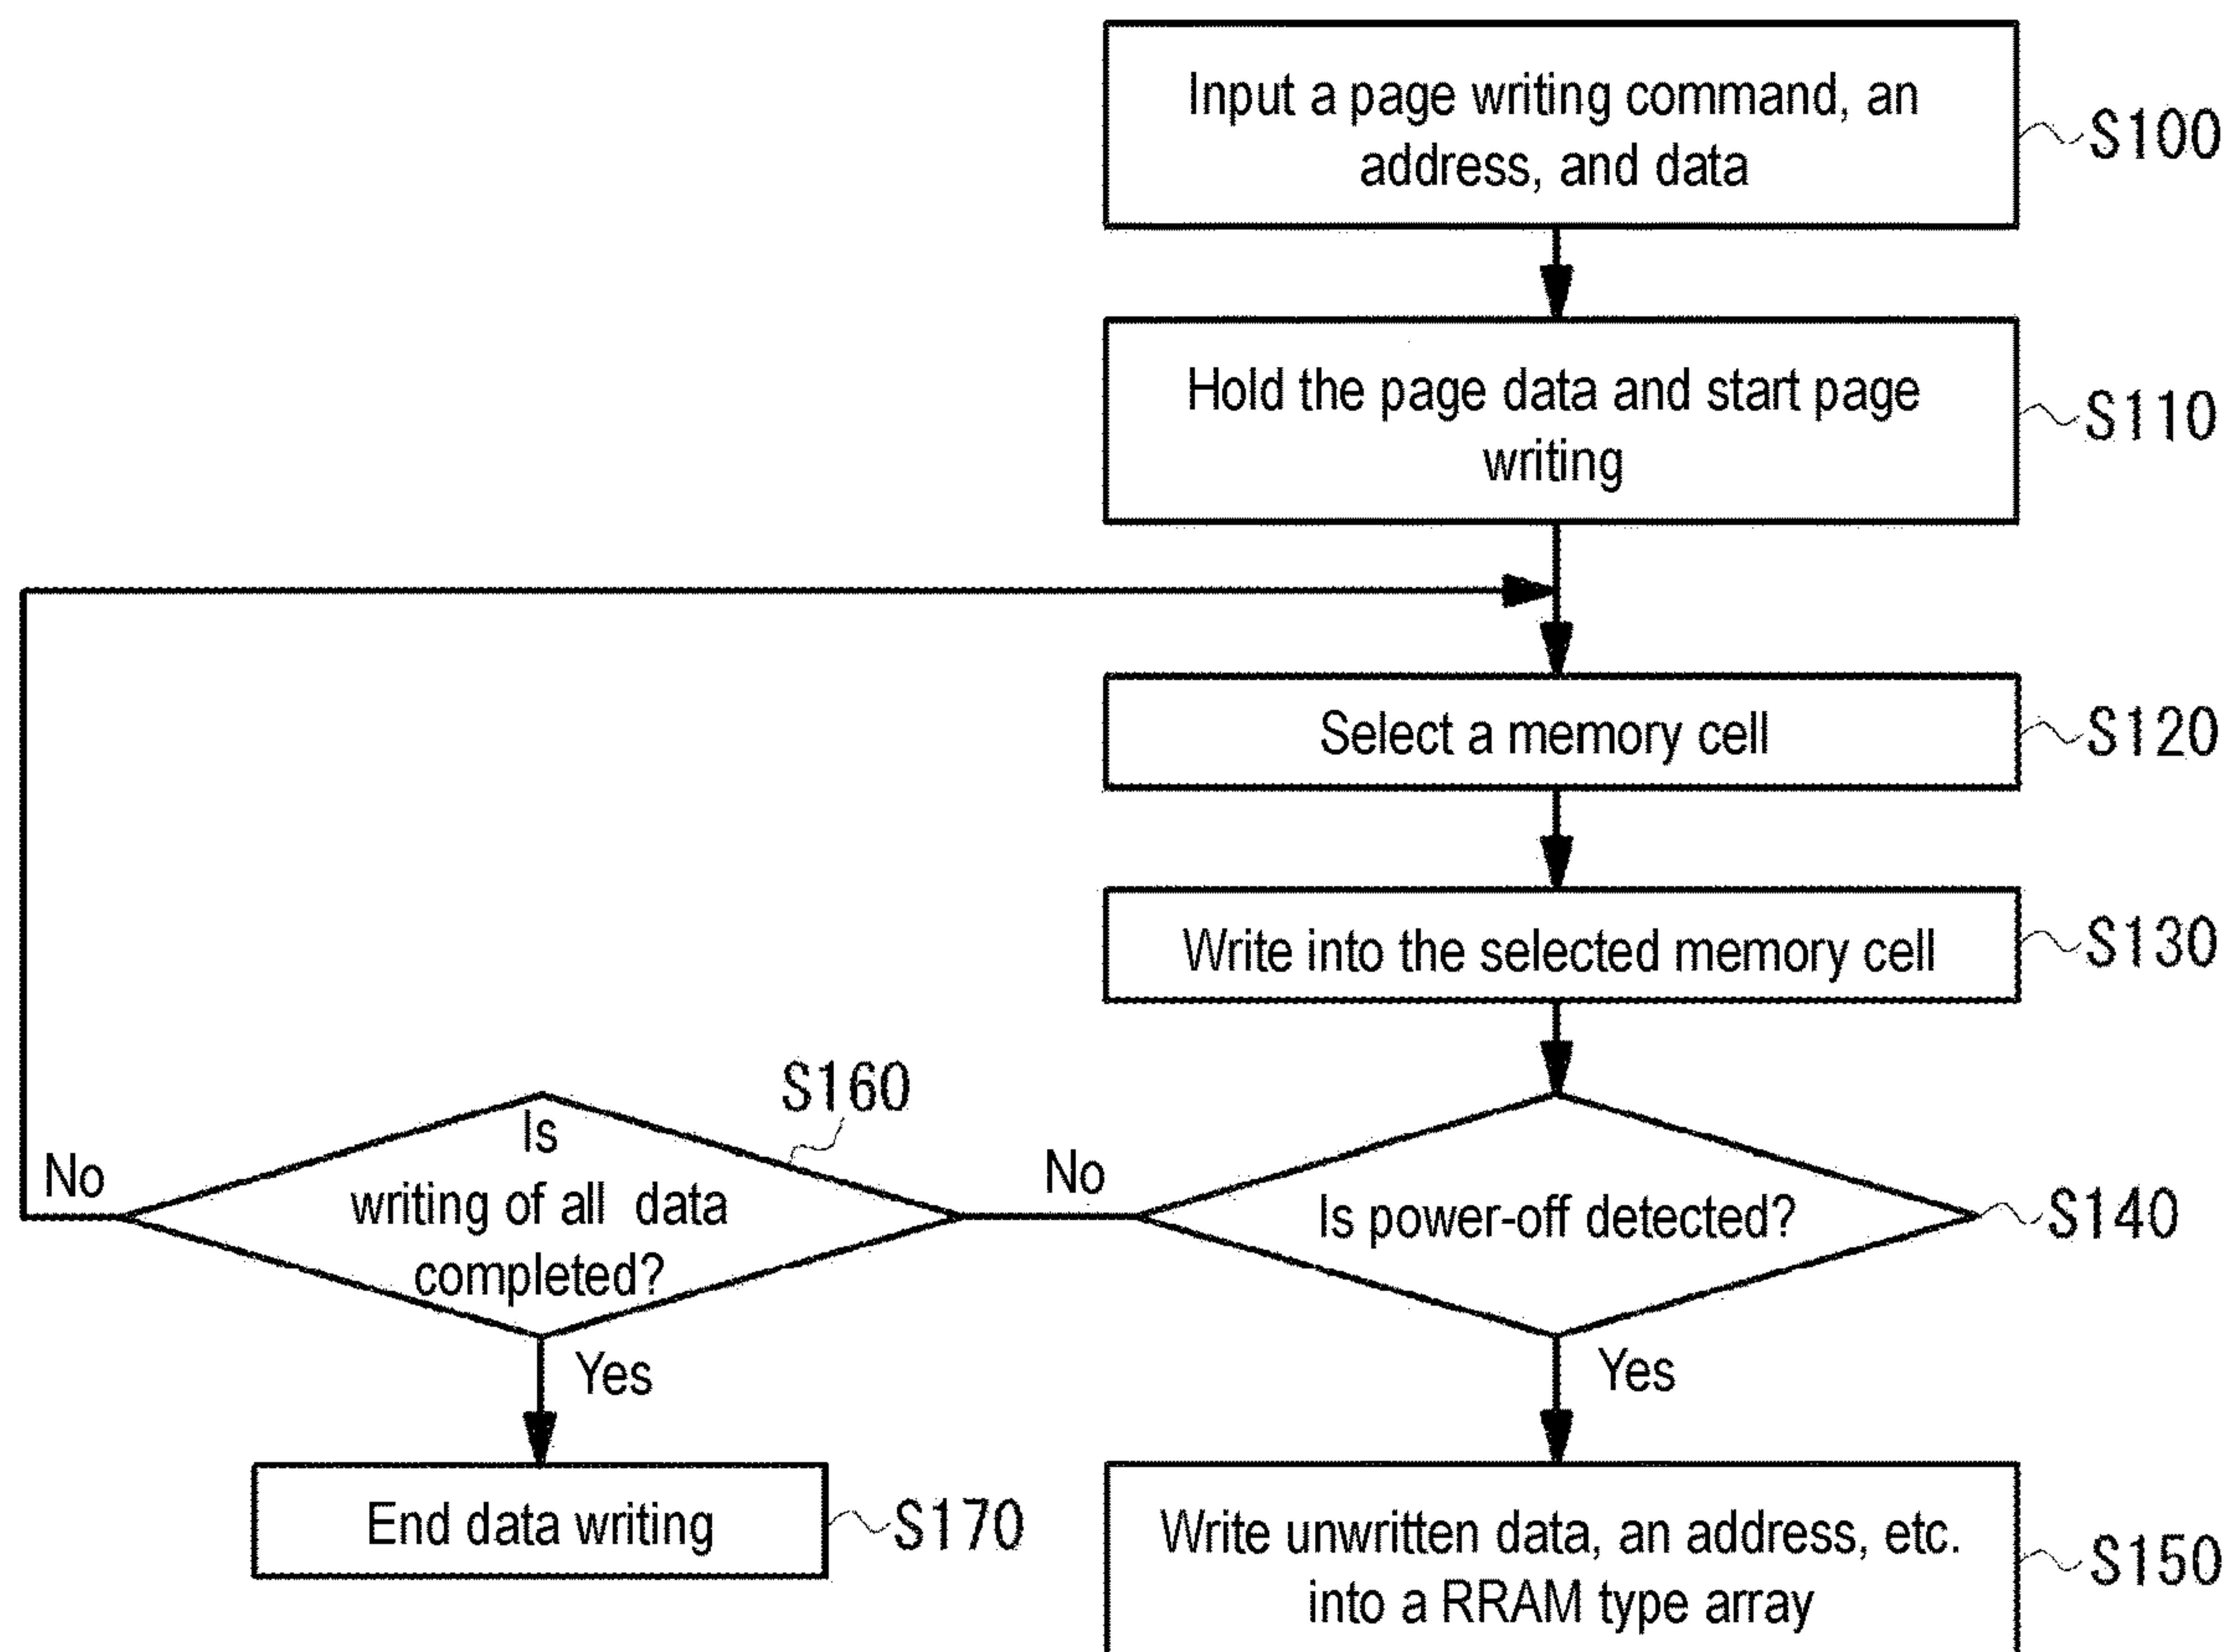 Input a page writing command, an
address, and data
S100
Hold the page data and start page
writing
S110
Select a memory cell
S120
Write into the selected memory cell
S130
Is power-off detected?
S140
No
Yes
Is
writing of all data
completed?
S160
No
Yes
End data writing
S170
Write unwritten data, an address, etc.
into a RRAM type array
S150